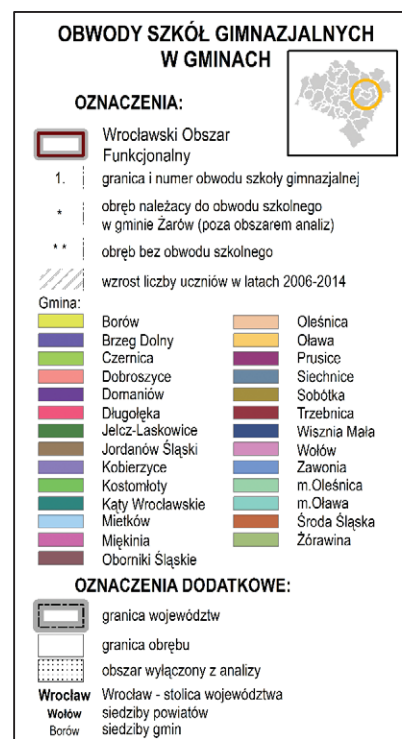 OBWODY SZKÓŁ GIMNAZJALNYCH
W GMINACH
OZNACZENIA:
Wrocławski Obszar
Funkcjonalny
1. granica i numer obwodu szkoły gimnazjalnej
* obręb należący do obwodu szkolnego
w gminie Żarów (poza obszarem analiz)
* * obręb bez obwodu szkolnego
wzrost liczby uczniów w latach 2006-2014
Gmina:
Borów
Brzeg Dolny
Czernica
Dobroszyce
Domaniów
Długołęka
Jelcz-Laskowice
Jordanów Śląski
Kobierzyce
Kostomłoty
Kąty Wrocławskie
Mietków
Miękinia
Oborniki Śląskie
Oleśnica
Oława
Prusice
Siechnice
Sobótka
Trzebnica
Wisznia Mała
Wołów
Zawonia
m.Oleśnica
m.Oława
Środa Śląska
Żórawina
OZNACZENIA DODATKOWE:
granica województw
granica obrębu
obszar wyłączony z analizy
Wrocław Wrocław - stolica województwa
Wołów siedziby powiatów
Borów siedziby gmin